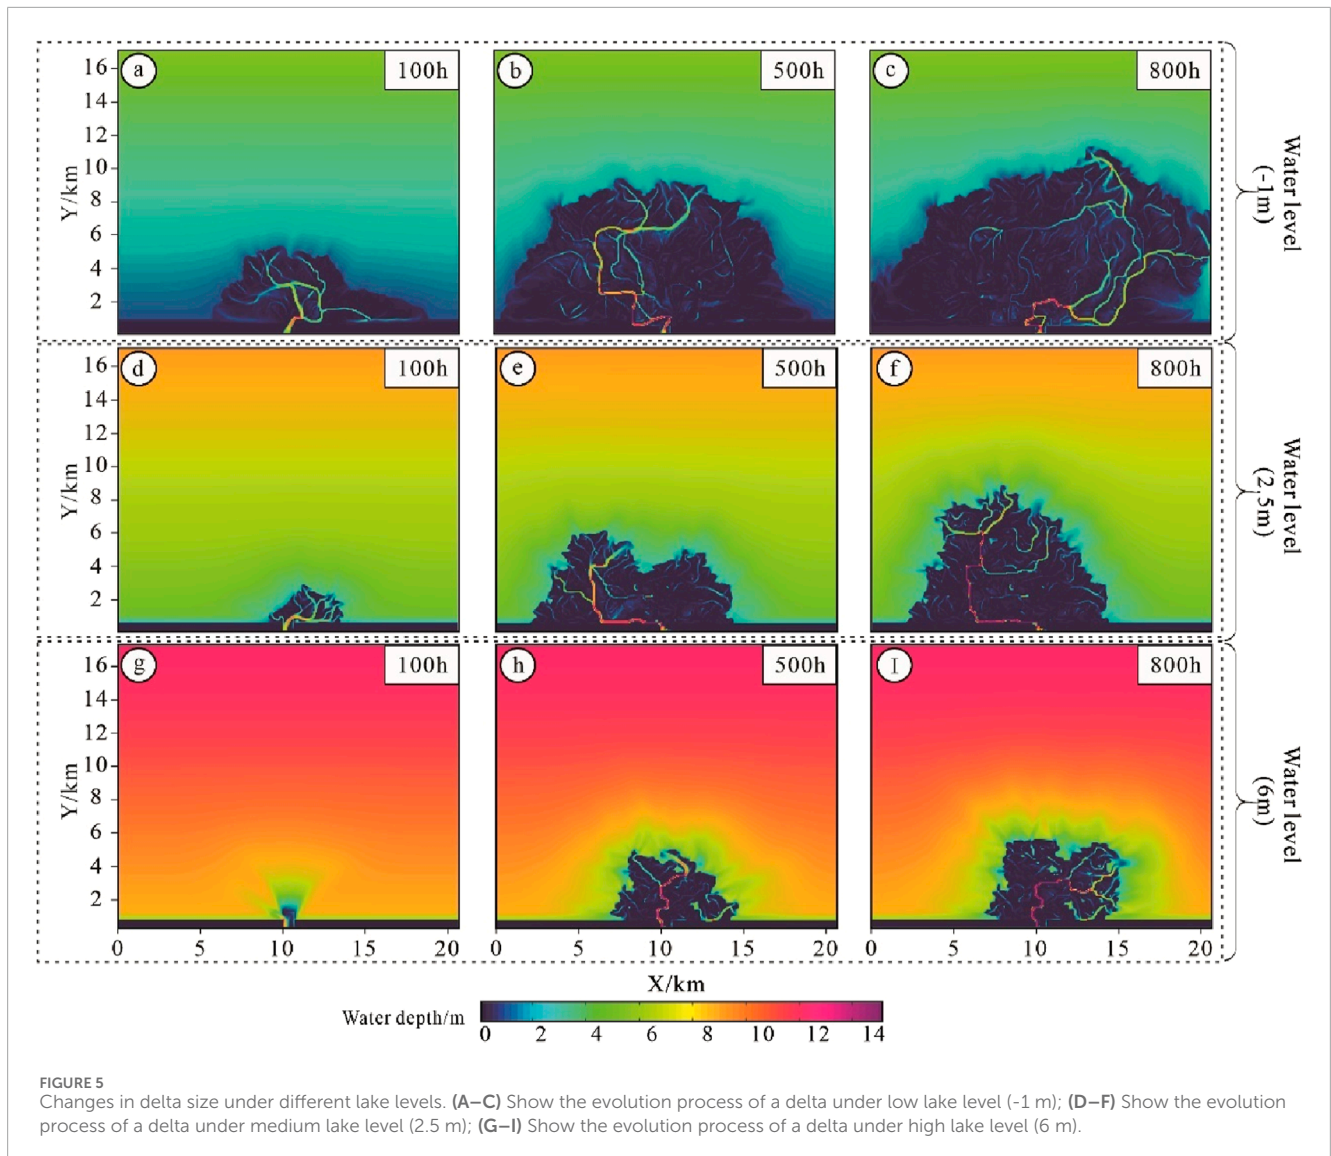 a
100h
b
500h
c
800h
16
14
12
10
8
6
4
2
Y/km
Water level
(-1m)
d
100h
e
500h
f
800h
16
14
12
10
8
6
4
2
Y/km
Water level
(2.5m)
g
100h
h
500h
I
800h
16
14
12
10
8
6
4
2
Y/km
Water level
(6m)
0 5 10 15 20
0 5 10 15 20
0 5 10 15 20
X/km
Water depth/m
0 2 4 6 8 10 12 14
FIGURE 5
Changes in delta size under different lake levels. (A–C) Show the evolution process of a delta under low lake level (-1 m); (D–F) Show the evolution
process of a delta under medium lake level (2.5 m); (G–I) Show the evolution process of a delta under high lake level (6 m).